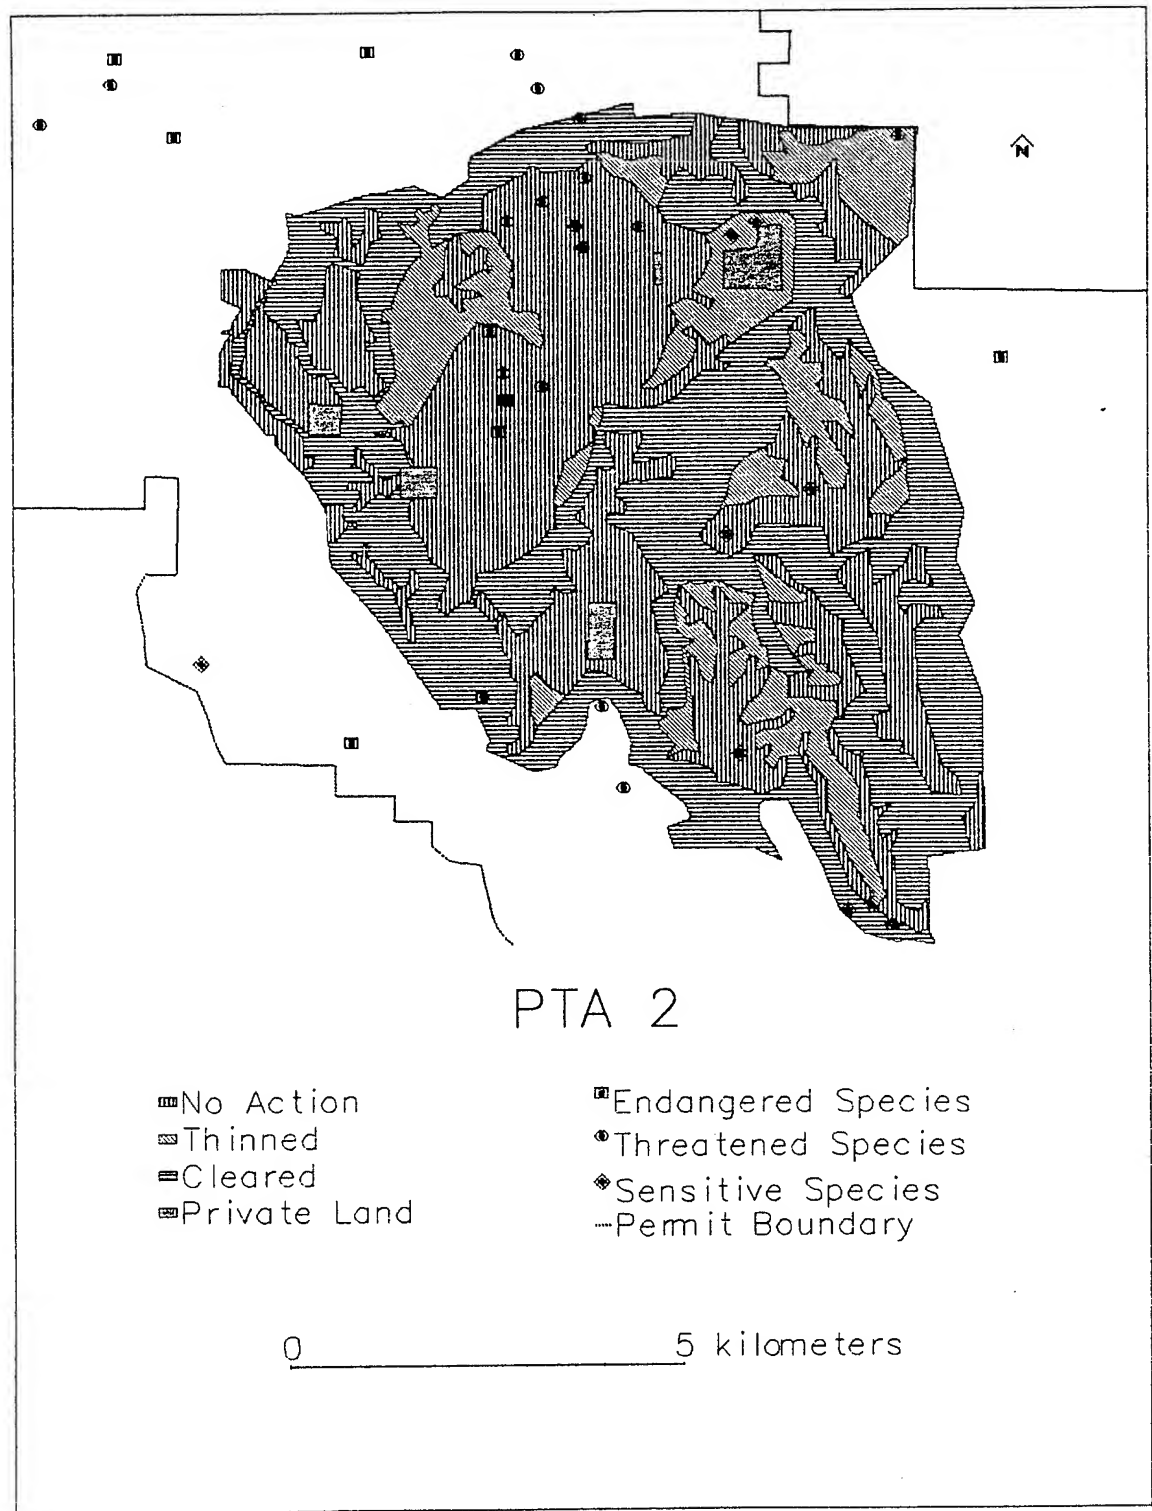 N
PTA 2
No Action
Thinned
Cleared
Private Land
Endangered Species
Threatened Species
Sensitive Species
Permit Boundary
0 5 kilometers